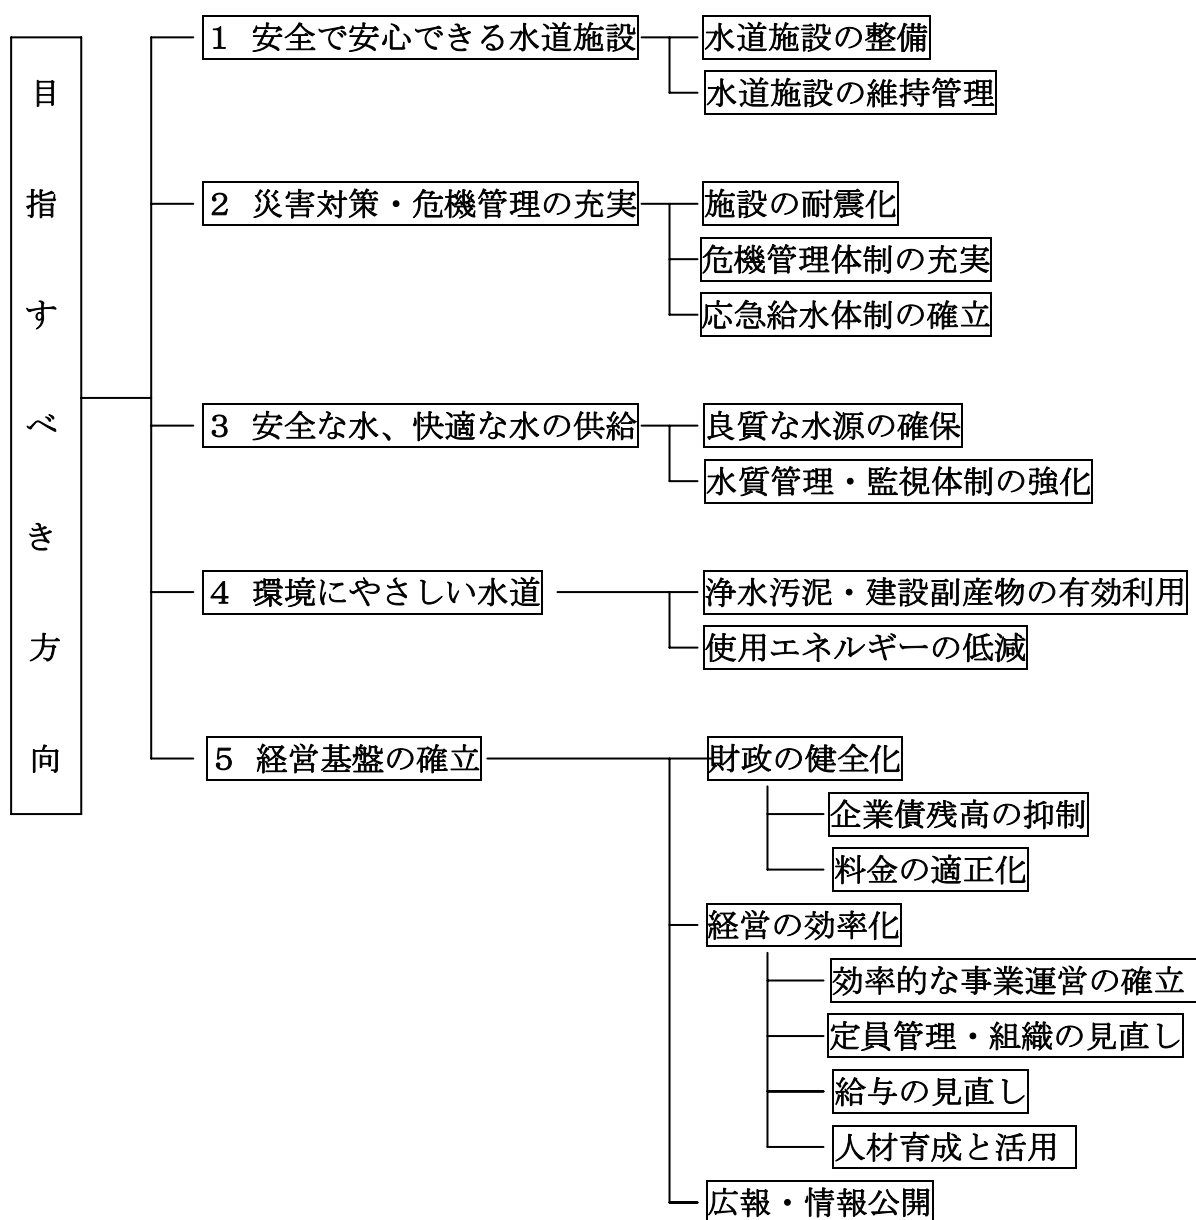 目指すべき方向
1 安全で安心できる水道施設
水道施設の整備
水道施設の維持管理
2 災害対策・危機管理の充実
施設の耐震化
危機管理体制の充実
応急給水体制の確立
3 安全な水、快適な水の供給
良質な水源の確保
水質管理・監視体制の強化
4 環境にやさしい水道
浄水汚泥・建設副産物の有効利用
使用エネルギーの低減
5 経営基盤の確立
財政の健全化
企業債残高の抑制
料金の適正化
経営の効率化
効率的な事業運営の確立
定員管理・組織の見直し
給与の見直し
人材育成と活用
広報・情報公開